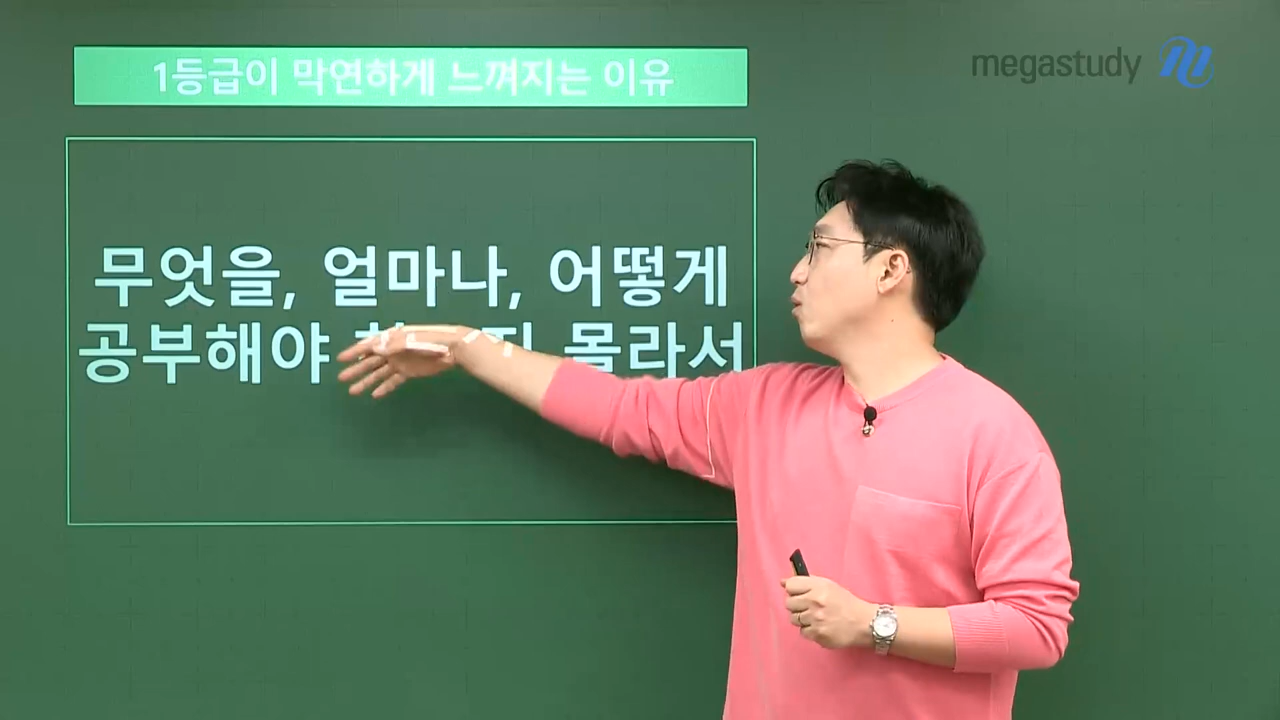 1등급이 막연하게 느껴지는 이유
megastudy
무엇을, 얼마나, 어떻게
공부해야 지 몰라서